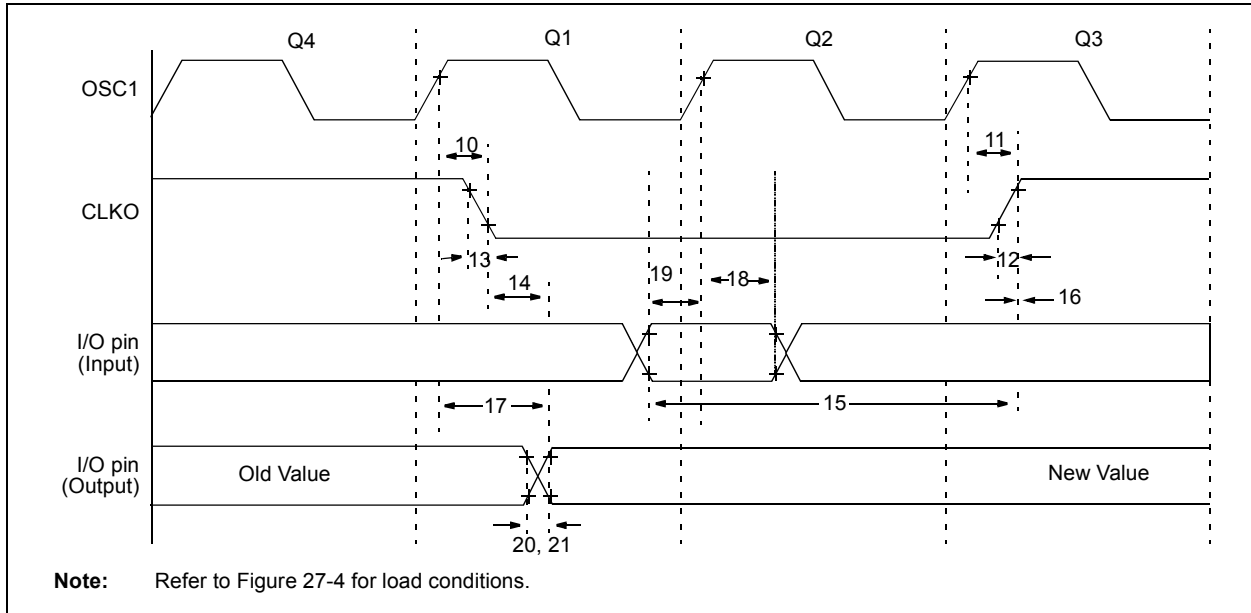 Q4 Q1 Q2 Q3
OSC1
10 11
CLKO
13 12
14 19 18 16
I/O pin
(Input)
17 15
I/O pin
(Output)
Old Value New Value
20, 21
Note: Refer to Figure 27-4 for load conditions.